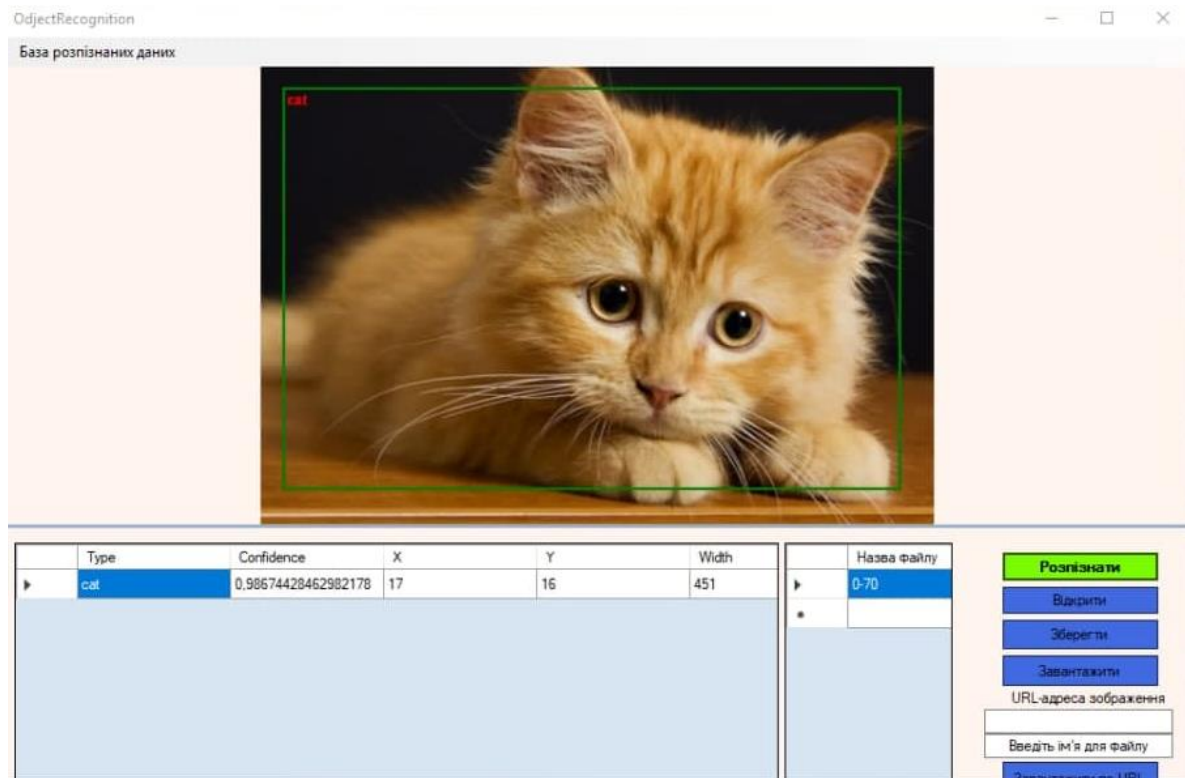 OdjectRecognition
База розпізнаних даних
cat
Type Confidence X Y Width
cat 0,98674428462982178 17 16 451
Назва файлу
0-70
Розпізнати
Відкрити
Зберегти
Завантажити
URL-адреса зображення
Введіть ім'я для файлу
URL